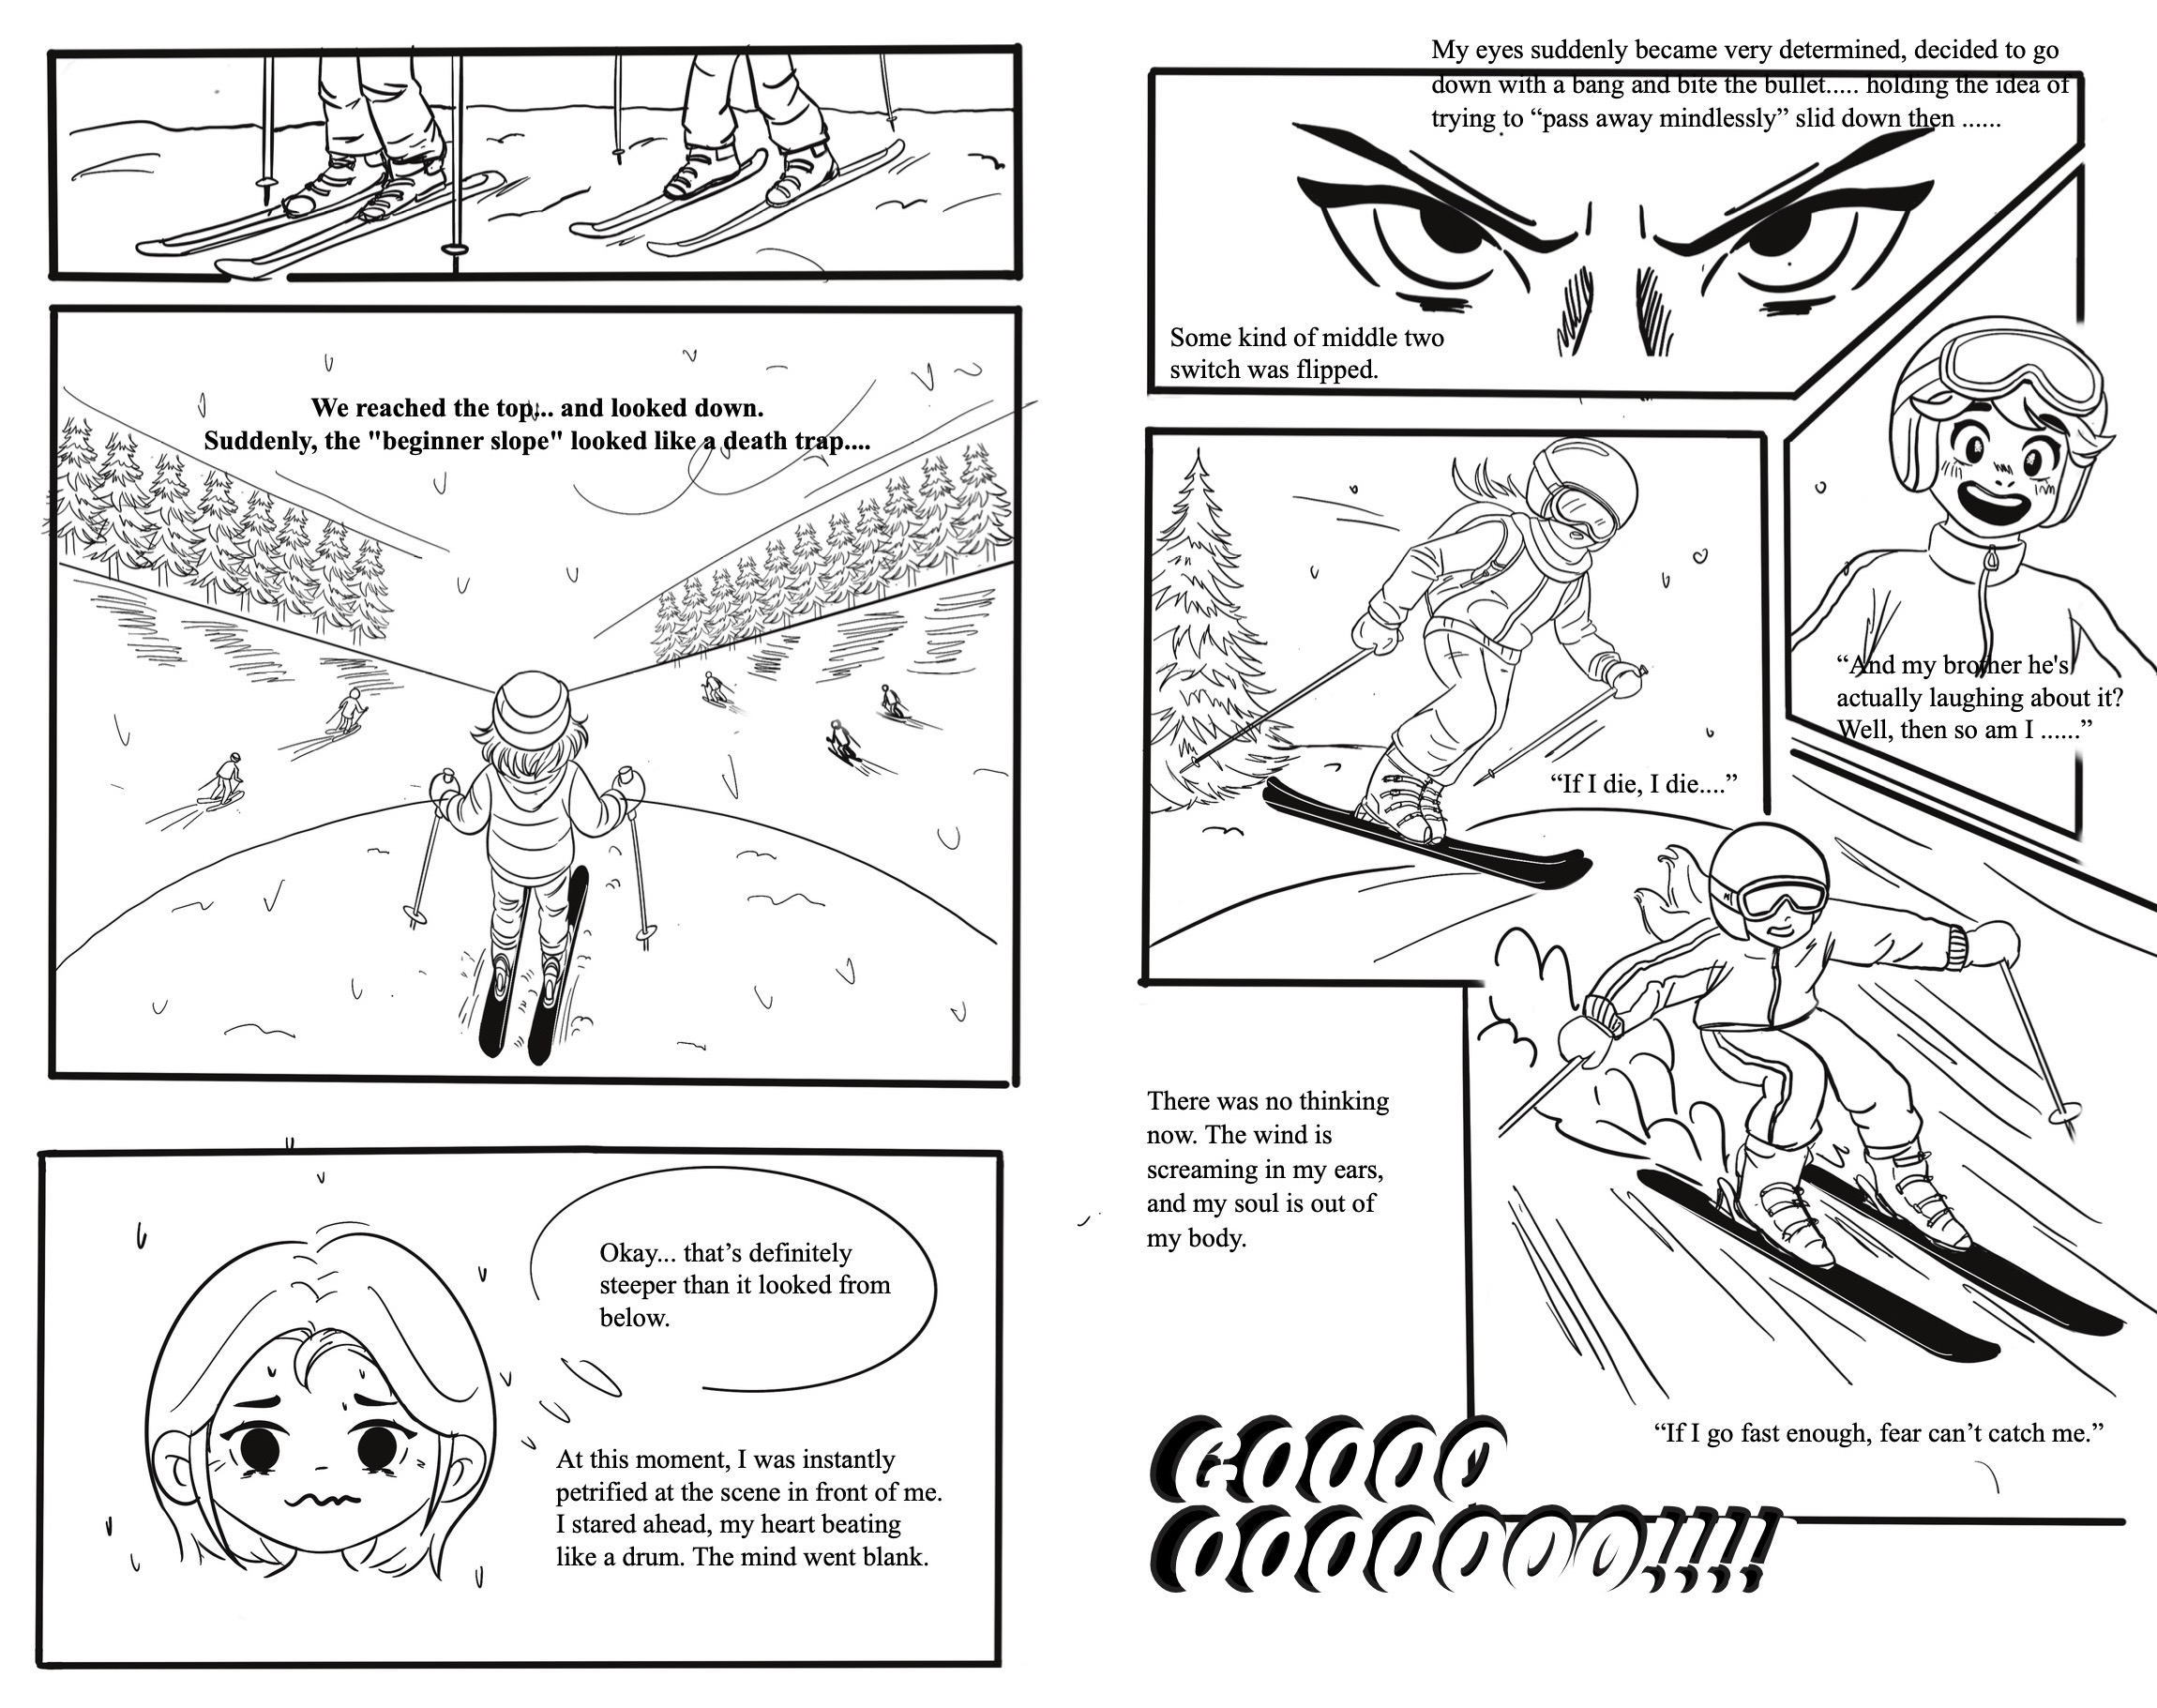 We reached the top... and looked down.
Suddenly, the "beginner slope" looked like a death trap....
Okay... that’s definitely
steeper than it looked from
below.
At this moment, I was instantly
petrified at the scene in front of me.
I stared ahead, my heart beating
like a drum. The mind went blank.
My eyes suddenly became very determined, decided to go
down with a bang and bite the bullet..... holding the idea of
trying to “pass away mindlessly” slid down then ......
Some kind of middle two
switch was flipped.
“And my brother he's
actually laughing about it?
Well, then so am I ......”
“If I die, I die....”
There was no thinking
now. The wind is
screaming in my ears,
and my soul is out of
my body.
“If I go fast enough, fear can’t catch me.”
GOOOO
OOOOOOO!!!!